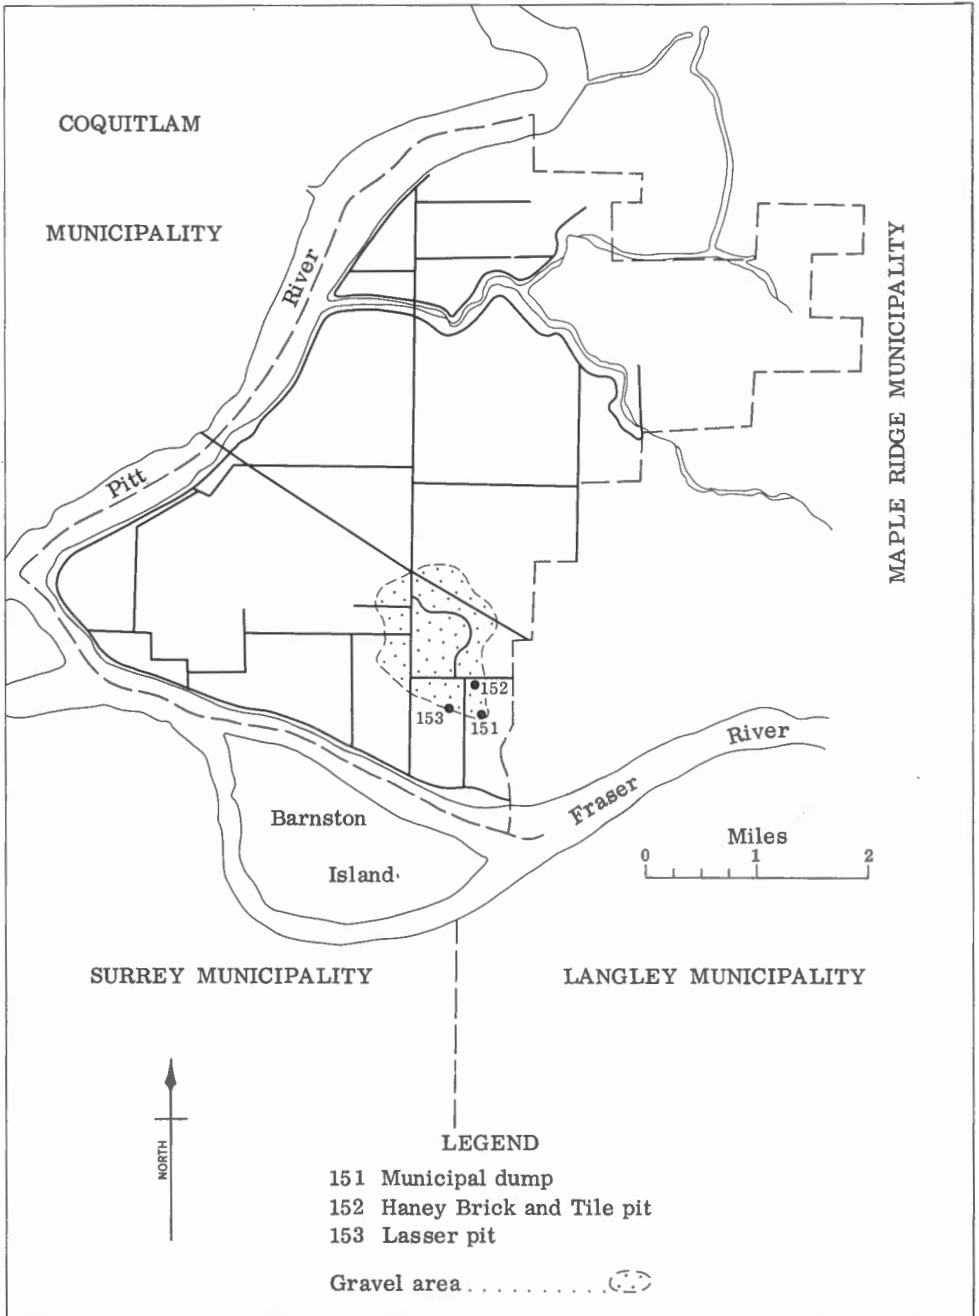 COQUITLAM
MUNICIPALITY
River
Pitt
MAPLE RIDGE MUNICIPALITY
152
153
151
River
Fraser
Barnston
Island
Miles
0 1 2
SURREY MUNICIPALITY
LANGLEY MUNICIPALITY
NORTH
LEGEND
151 Municipal dump
152 Haney Brick and Tile pit
153 Lasser pit
Gravel area..........